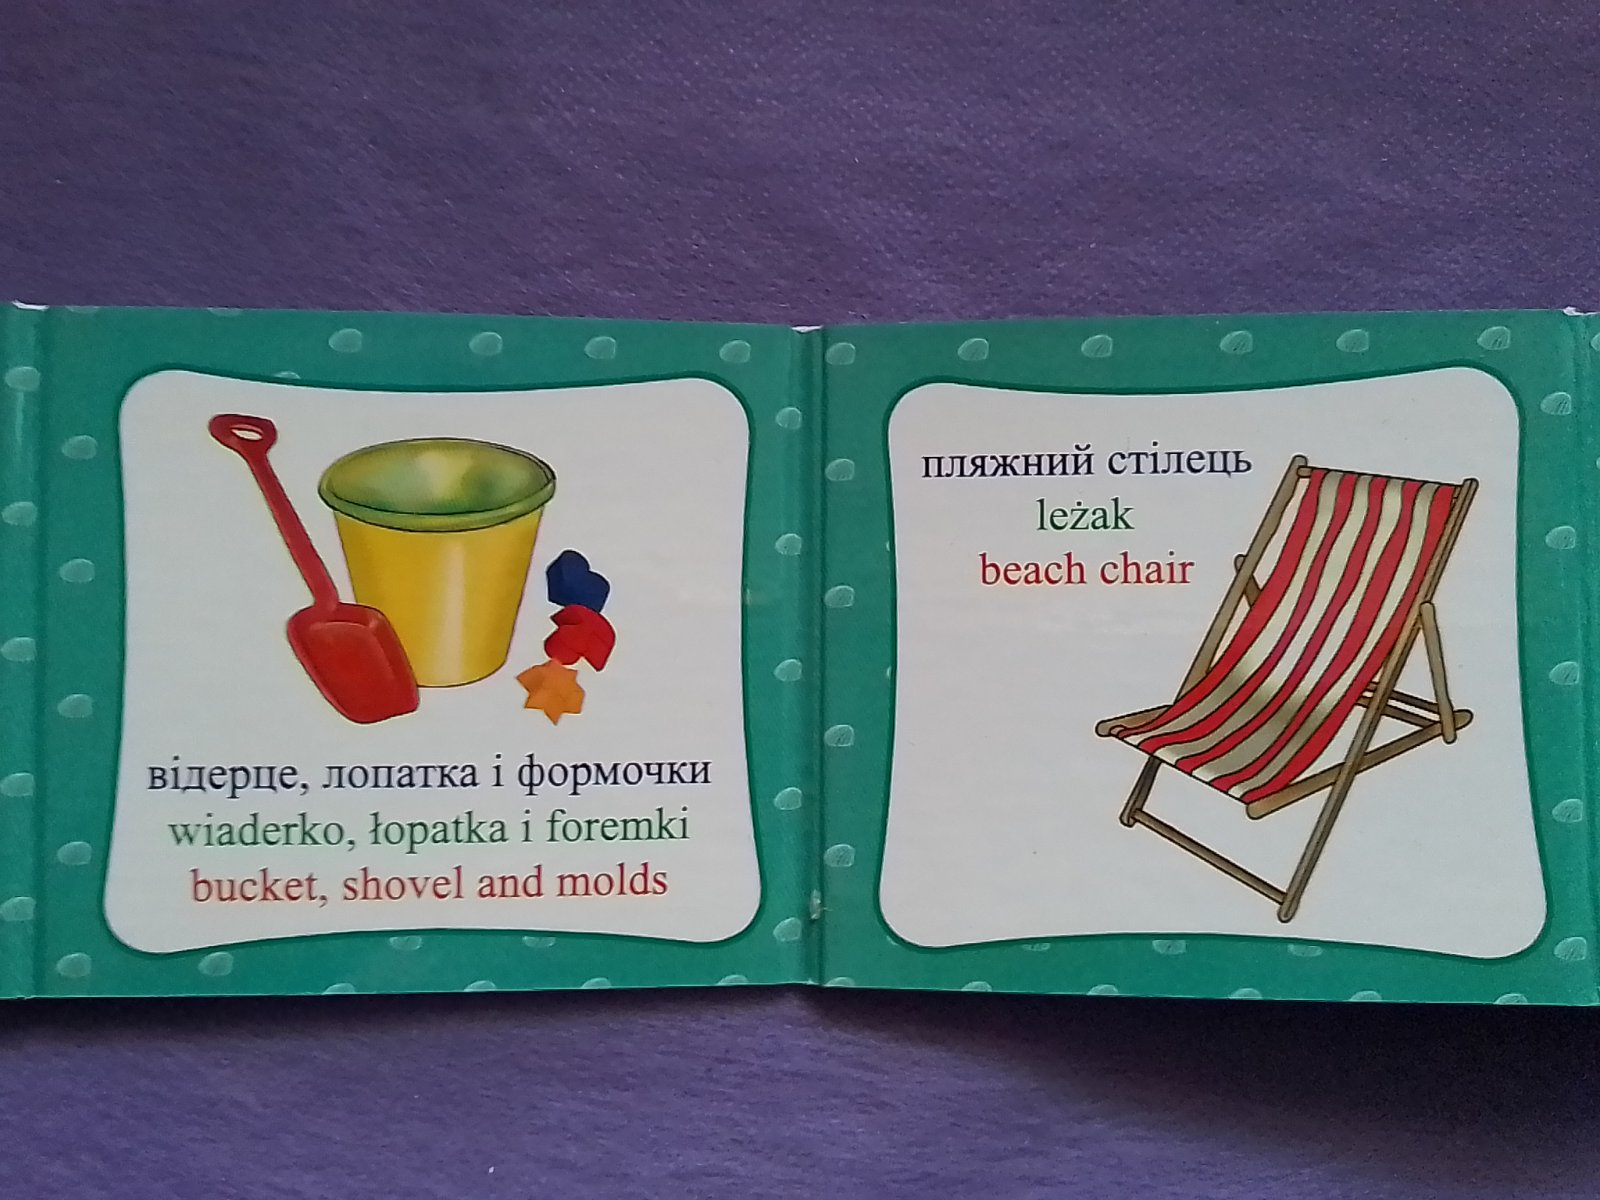 відерце, лопатка і формочки
wiaderko, łopatka i foremki
bucket, shovel and molds
пляжний стілець
leżak
beach chair